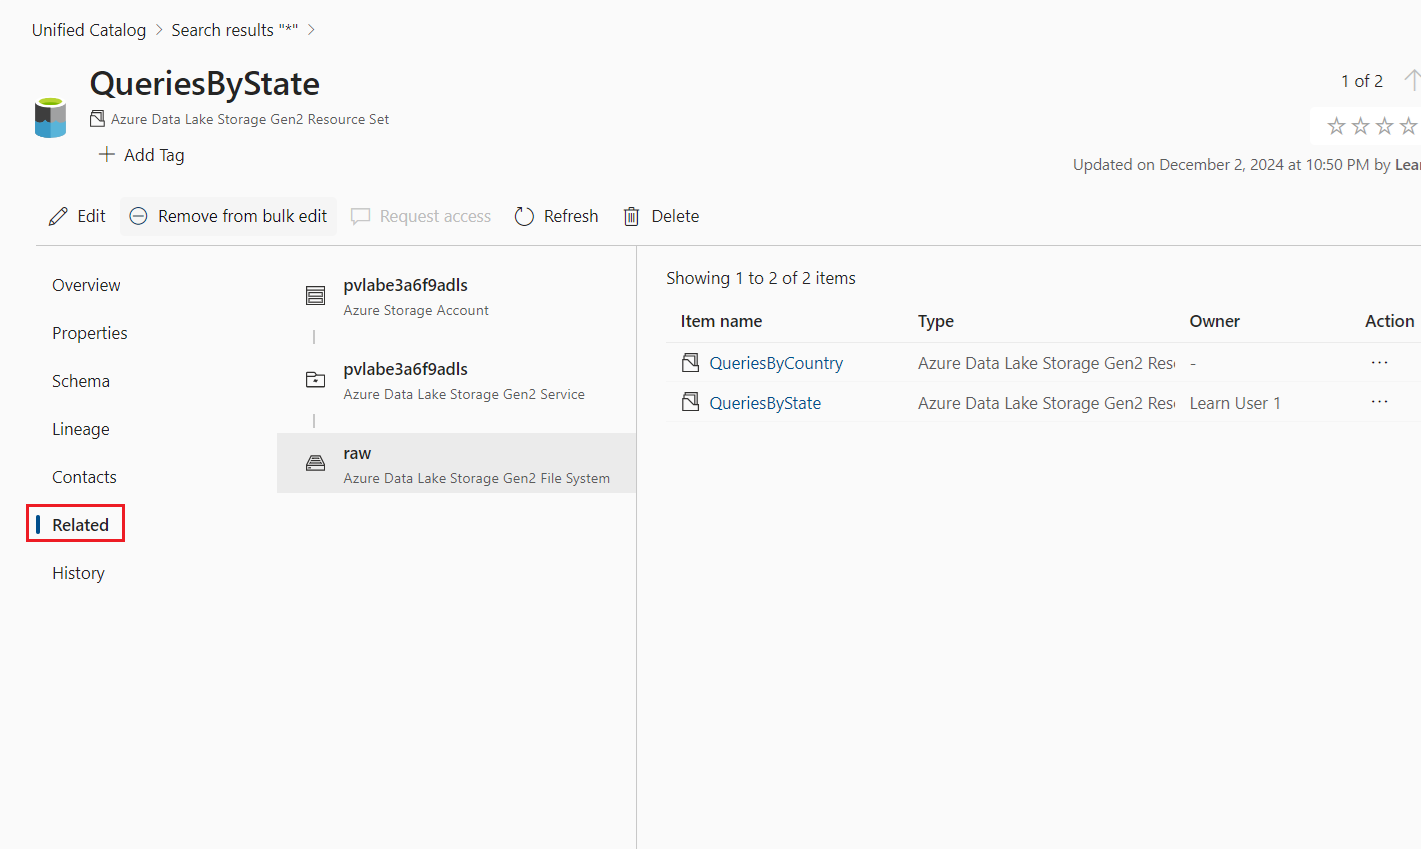 Unified Catalog > Search results "*" >
QueriesByState
1 of 2
Azure Data Lake Storage Gen2 Resource Set
Add Tag
Updated on December 2, 2024 at 10:50 PM by Lear
Edit Remove from bulk edit Request access Refresh Delete
Overview
Properties
Schema
Lineage
Contacts
Related
History
pvlabe3a6f9adls
Azure Storage Account
pvlabe3a6f9adls
Azure Data Lake Storage Gen2 Service
raw
Azure Data Lake Storage Gen2 File System
Showing 1 to 2 of 2 items
Item name Type Owner Action
QueriesByCountry Azure Data Lake Storage Gen2 Reso - ...
QueriesByState Azure Data Lake Storage Gen2 Reso Learn User 1 ...